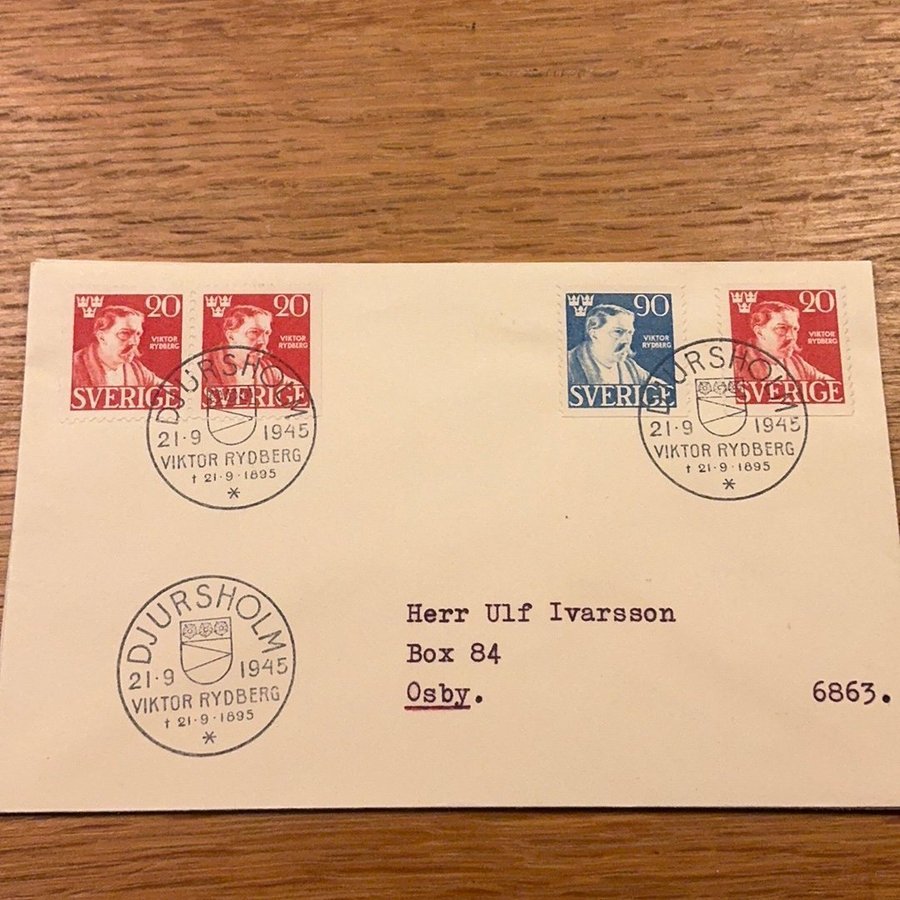 20
VIKTOR
RYDBERG
SVERIGE
20
VIKTOR
RYDBERG
SVERIGE
90
VIKTOR
RYDBERG
SVERIGE
20
VIKTOR
RYDBERG
SVERIGE
DJURSHOLM
21·9 1945
VIKTOR RYDBERG
† 21·9·1895
*
DJURSHOLM
21·9 1945
VIKTOR RYDBERG
† 21·9·1895
*
DJURSHOLM
21·9 1945
VIKTOR RYDBERG
† 21·9·1895
*
Herr Ulf Ivarsson
Box 84
Osby.
6863.